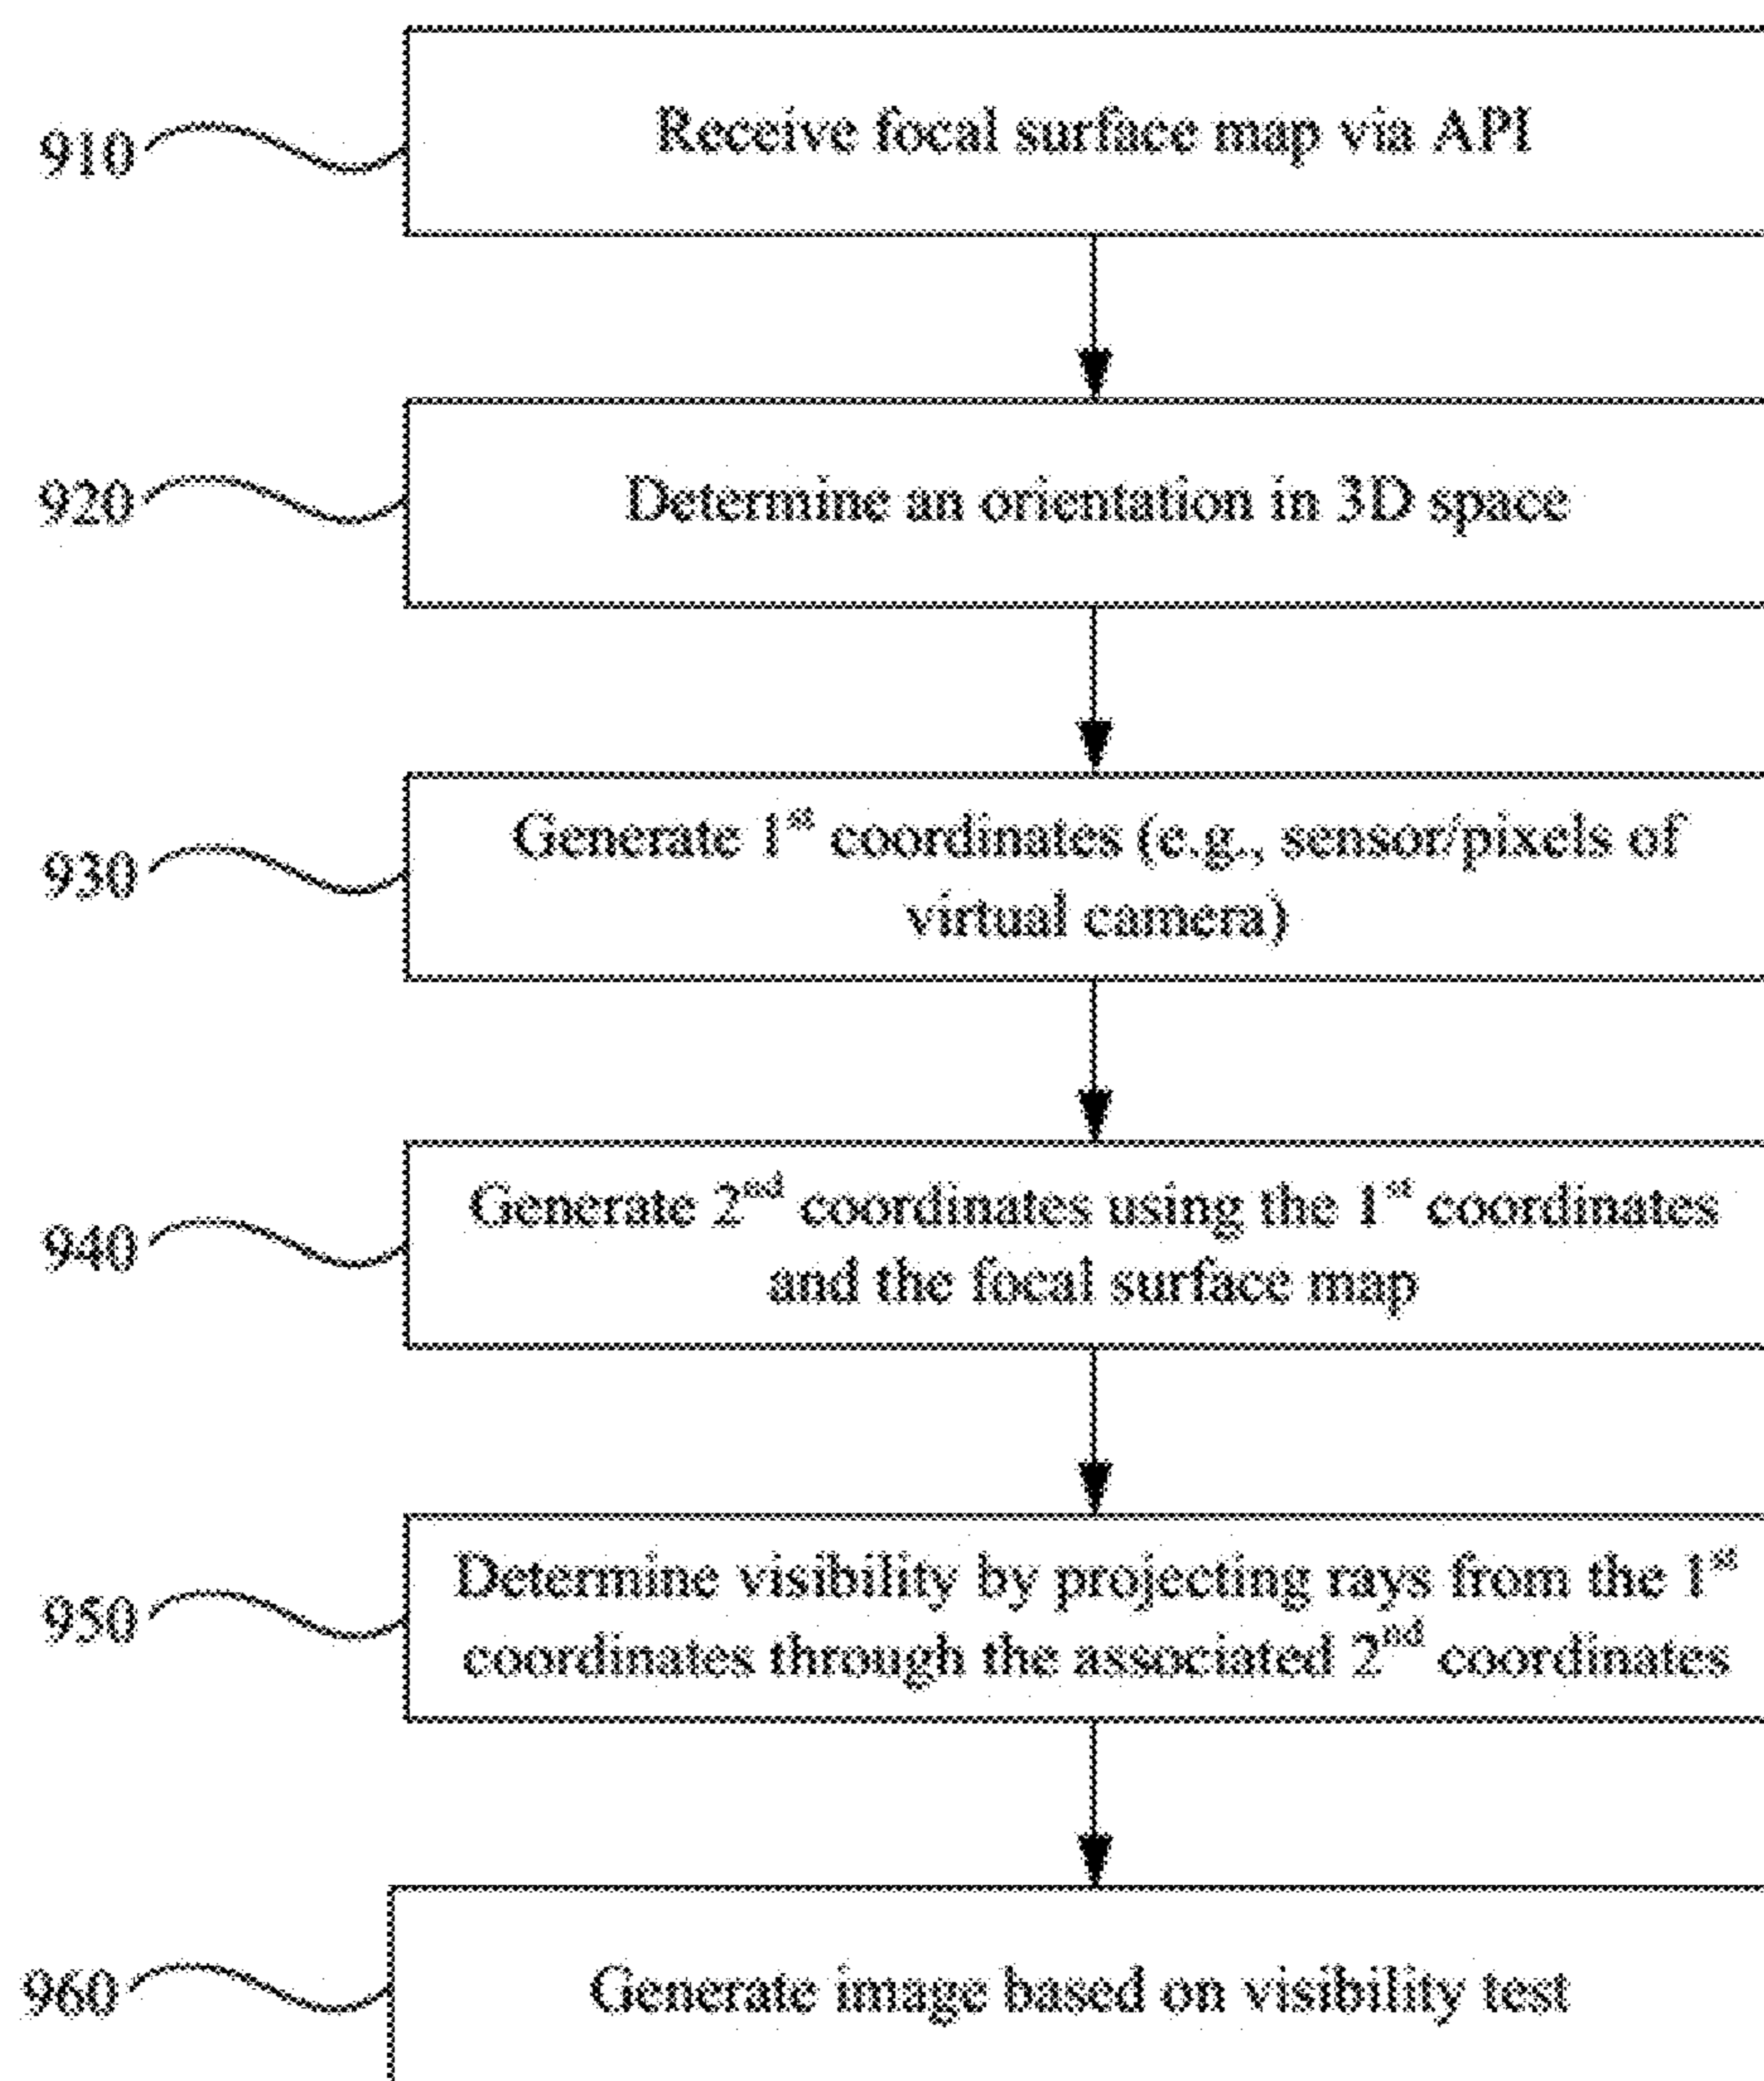 910
Receive focal surface map via API
920
Determine an orientation in 3D space
930
Generate 1st coordinates (e.g., sensor/pixels of
virtual camera)
940
Generate 2nd coordinates using the 1st coordinates
and the focal surface map
950
Determine visibility by projecting rays from the 1st
coordinates through the associated 2nd coordinates
960
Generate image based on visibility test